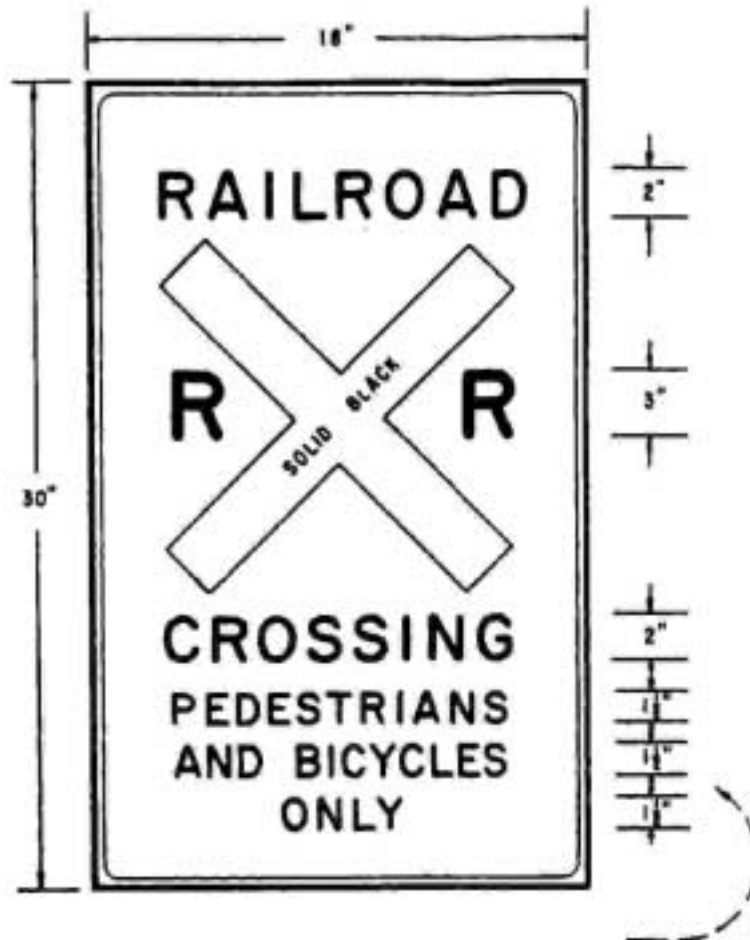 18"
RAILROAD
2"
R R
3"
SOLID BLACK
30"
CROSSING
2"
PEDESTRIANS
AND BICYCLES
ONLY